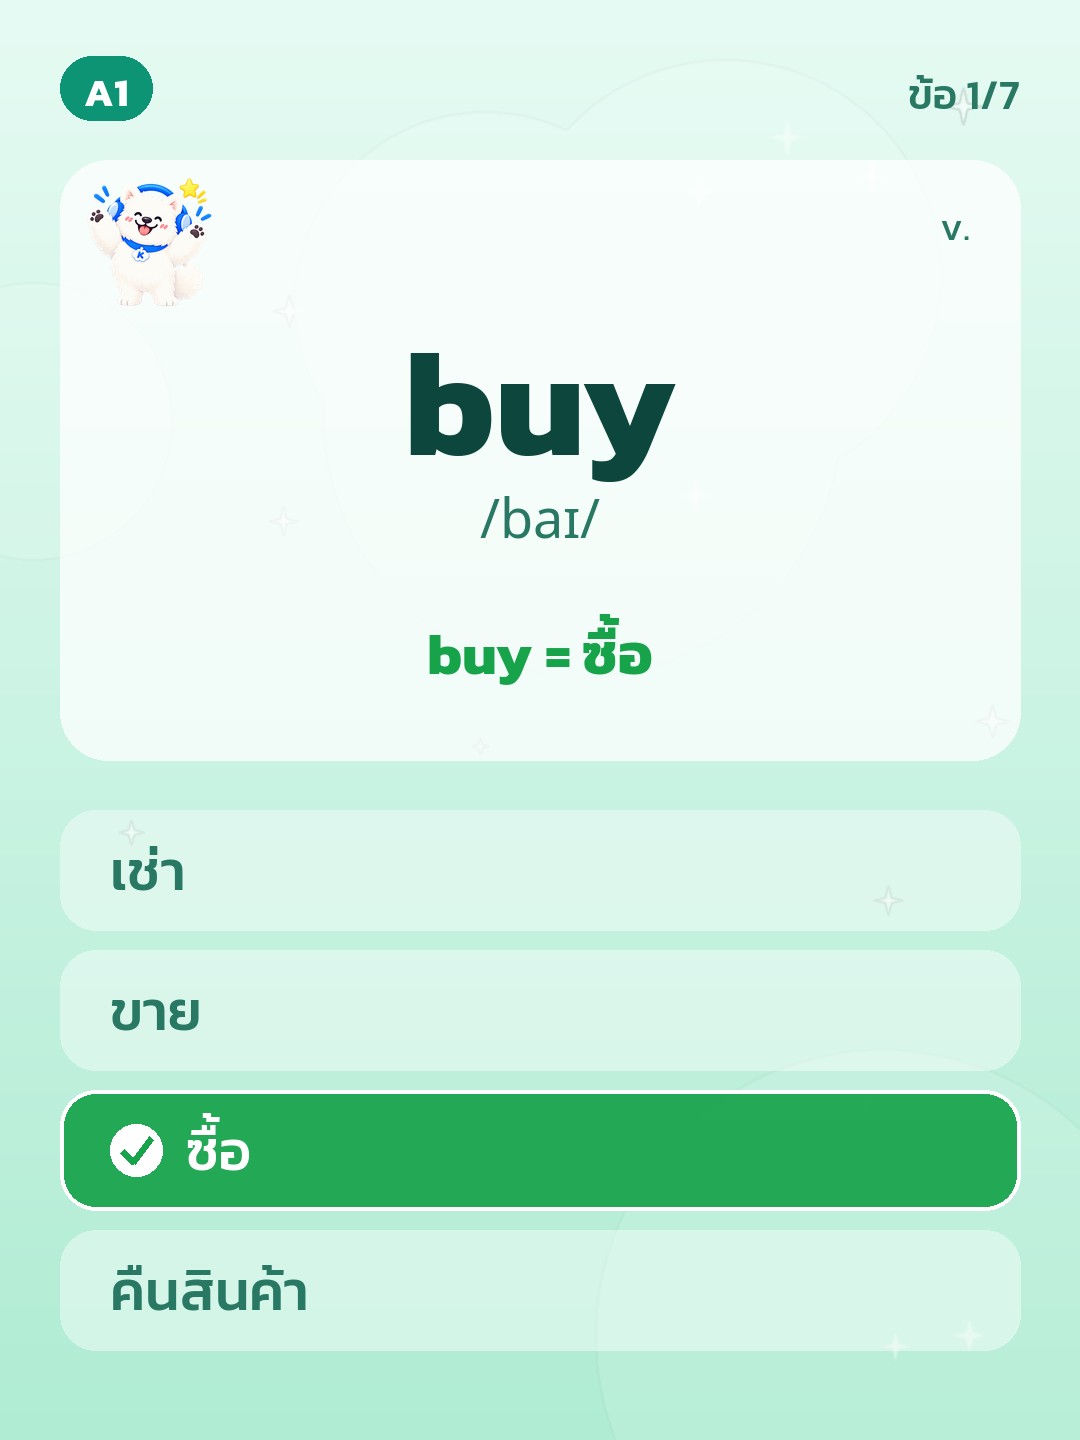 A1
ข้อ 1/7
v.
K
buy
/baɪ/
buy = ซื้อ
เช่า
ขาย
ซื้อ
คืนสินค้า